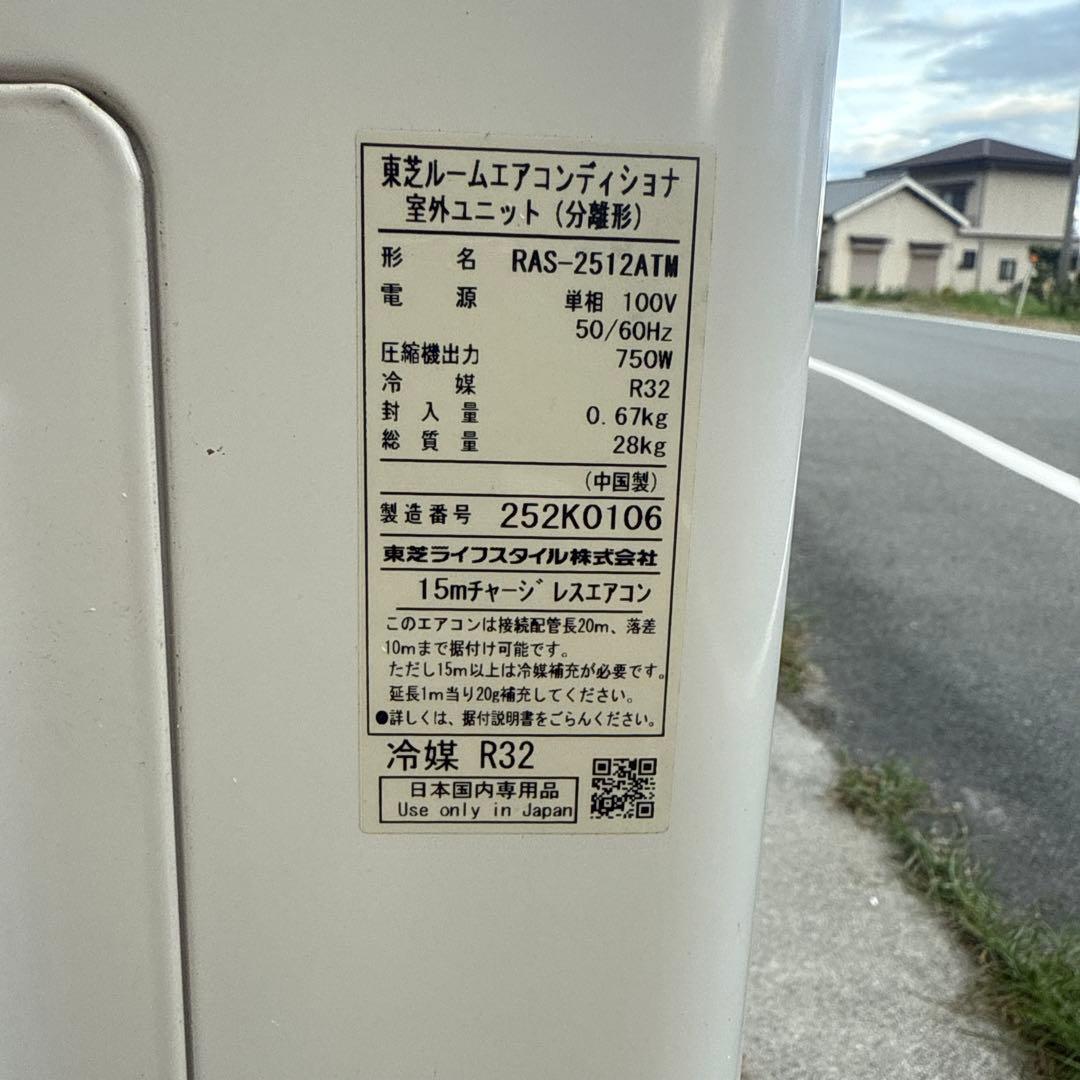 東芝ルームエアコンディショナ
室外ユニット（分離形）
形名 RAS-2512ATM
電源 単相 100V
50/60Hz
圧縮機出力 750W
冷媒 R32
封入量 0.67kg
総質量 28kg
（中国製）
製造番号 252K0106
東芝ライフスタイル株式会社
15mチャージレスエアコン
このエアコンは接続配管長20m、落差
10mまで据付け可能です。
ただし15m以上は冷媒補充が必要です。
延長1m当り20g補充してください。
●詳しくは、据付説明書をごらんください。
冷媒 R32
日本国内専用品
Use only in Japan